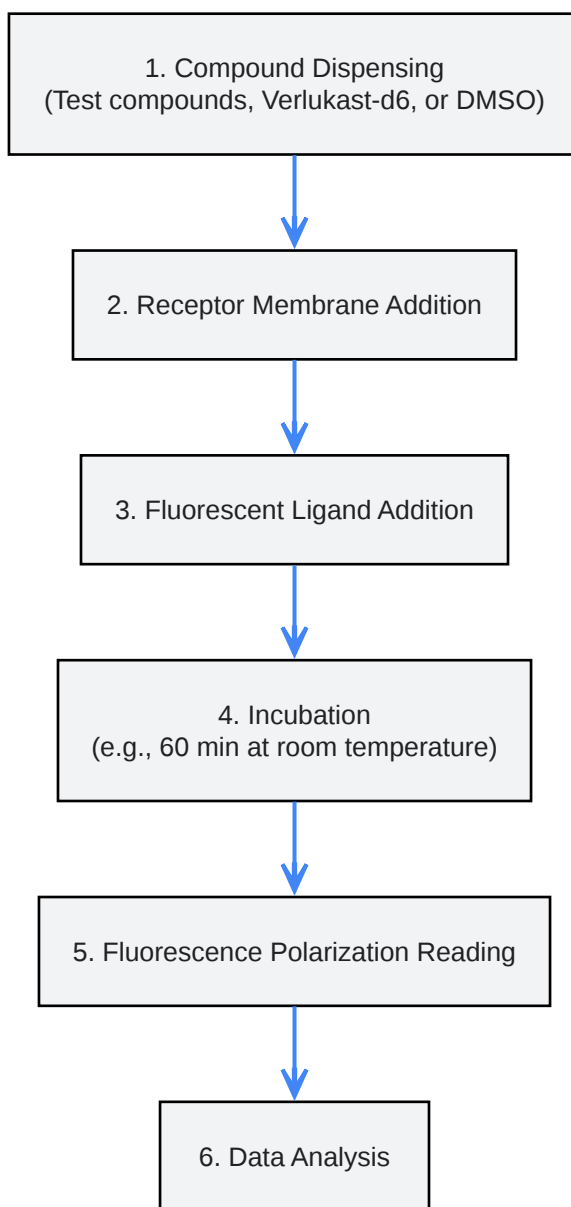 1. Compound Dispensing
(Test compounds, Verlukast-d6, or DMSO)
2. Receptor Membrane Addition
3. Fluorescent Ligand Addition
4. Incubation
(e.g., 60 min at room temperature)
5. Fluorescence Polarization Reading
6. Data Analysis